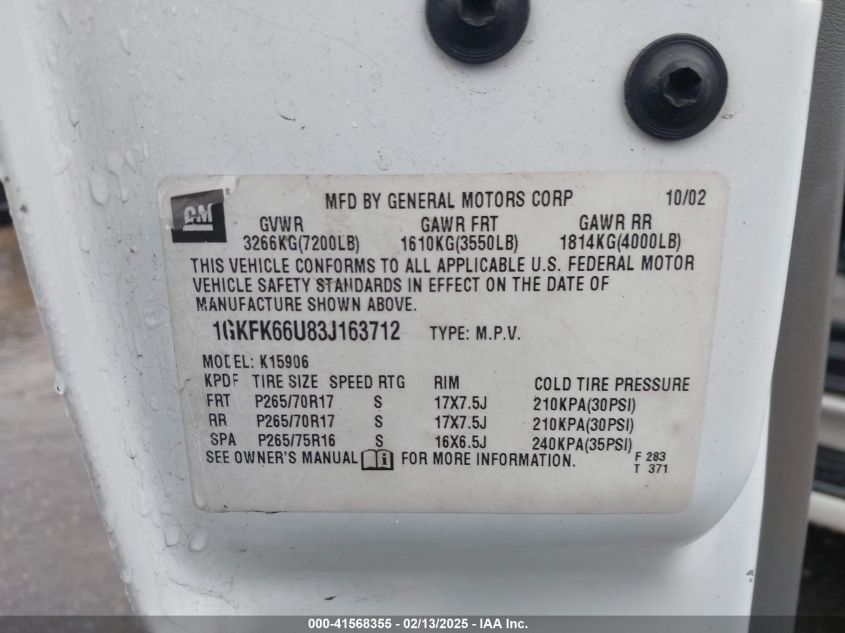 GM MFD BY GENERAL MOTORS CORP 10/02
GVWR GAWR FRT GAWR RR
3266KG(7200LB) 1610KG(3550LB) 1814KG(4000LB)
THIS VEHICLE CONFORMS TO ALL APPLICABLE U.S. FEDERAL MOTOR
VEHICLE SAFETY STANDARDS IN EFFECT ON THE DATE OF
MANUFACTURE SHOWN ABOVE.
1GKFK66U83J163712 TYPE: M.P.V.
MODEL: K15906
KPDF TIRE SIZE SPEED RTG RIM COLD TIRE PRESSURE
FRT P265/70R17 S 17X7.5J 210KPA(30PSI)
RR P265/70R17 S 17X7.5J 210KPA(30PSI)
SPA P265/75R16 S 16X6.5J 240KPA(35PSI)
SEE OWNER'S MANUAL i FOR MORE INFORMATION. F 283
T 371
000-41568355 — 02/13/2025 — IAA Inc.